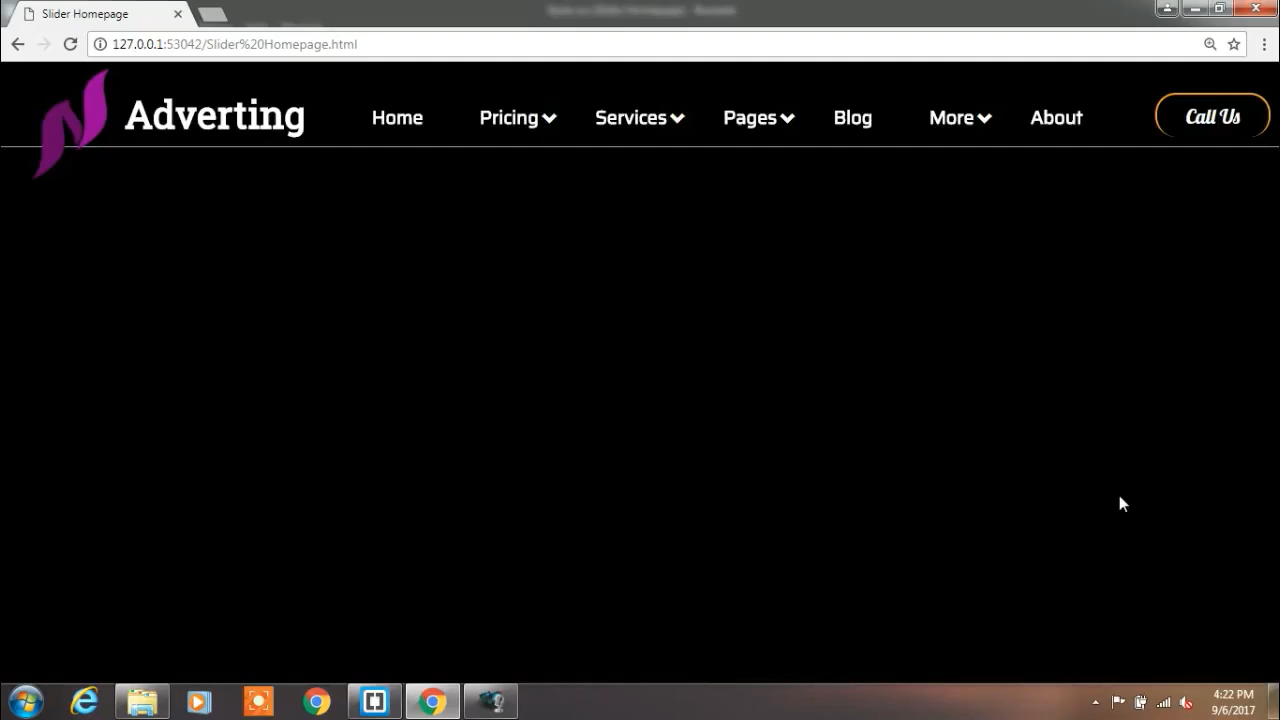 Slider Homepage
127.0.0.1:53042/Slider%20Homepage.html
Adverting
Home
Pricing
Services
Pages
Blog
More
About
Call Us
4:22 PM
9/6/2017